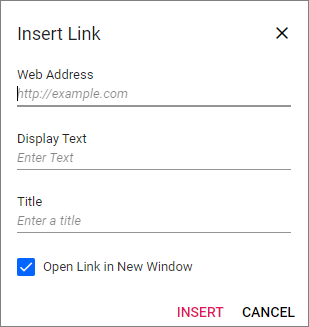 Insert Link
Web Address
http://example.com
Display Text
Enter Text
Title
Enter a title
Open Link in New Window
INSERT CANCEL